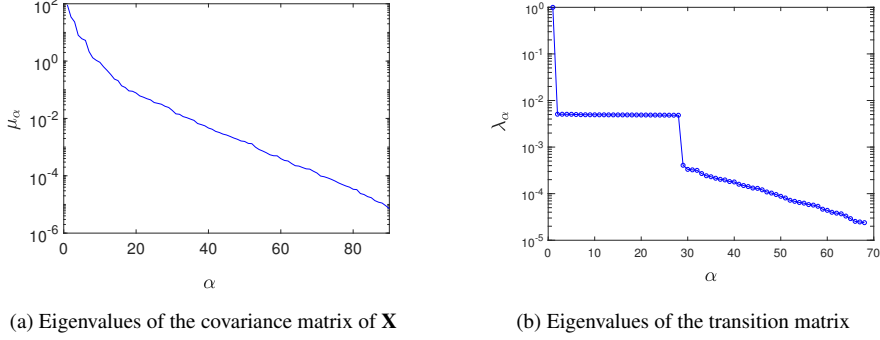 10^2
10^0
10^-2
10^-4
10^-6
μ_α
0 20 40 60 80
α
(a) Eigenvalues of the covariance matrix of X
10^0
10^-1
10^-2
10^-3
10^-4
10^-5
λ_α
0 10 20 30 40 50 60 70
α
(b) Eigenvalues of the transition matrix